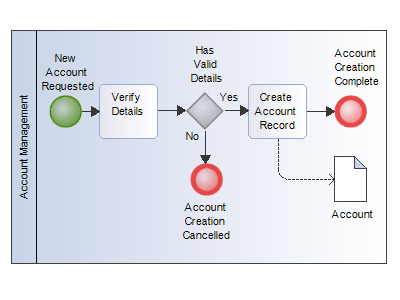 Account Management
New
Account
Requested
Verify
Details
Has
Valid
Details
Yes
No
Create
Account
Record
Account
Creation
Complete
Account
Creation
Cancelled
Account